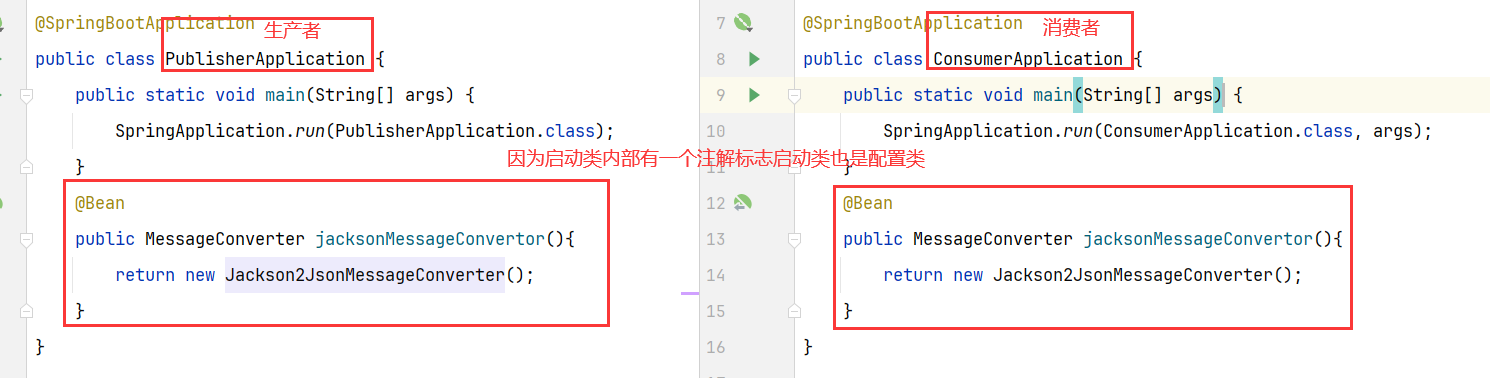 @SpringBootApplication
生产者
public class PublisherApplication {
public static void main(String[] args) {
SpringApplication.run(PublisherApplication.class);
}
@Bean
public MessageConverter jacksonMessageConvertor(){
return new Jackson2JsonMessageConverter();
}
}
因为启动类内部有一个注解标志启动类也是配置类
7 @SpringBootApplication
消费者
8 public class ConsumerApplication {
9 public static void main(String[] args) {
10 SpringApplication.run(ConsumerApplication.class, args);
11 }
12 @Bean
13 public MessageConverter jacksonMessageConvertor(){
14 return new Jackson2JsonMessageConverter();
15 }
16 }